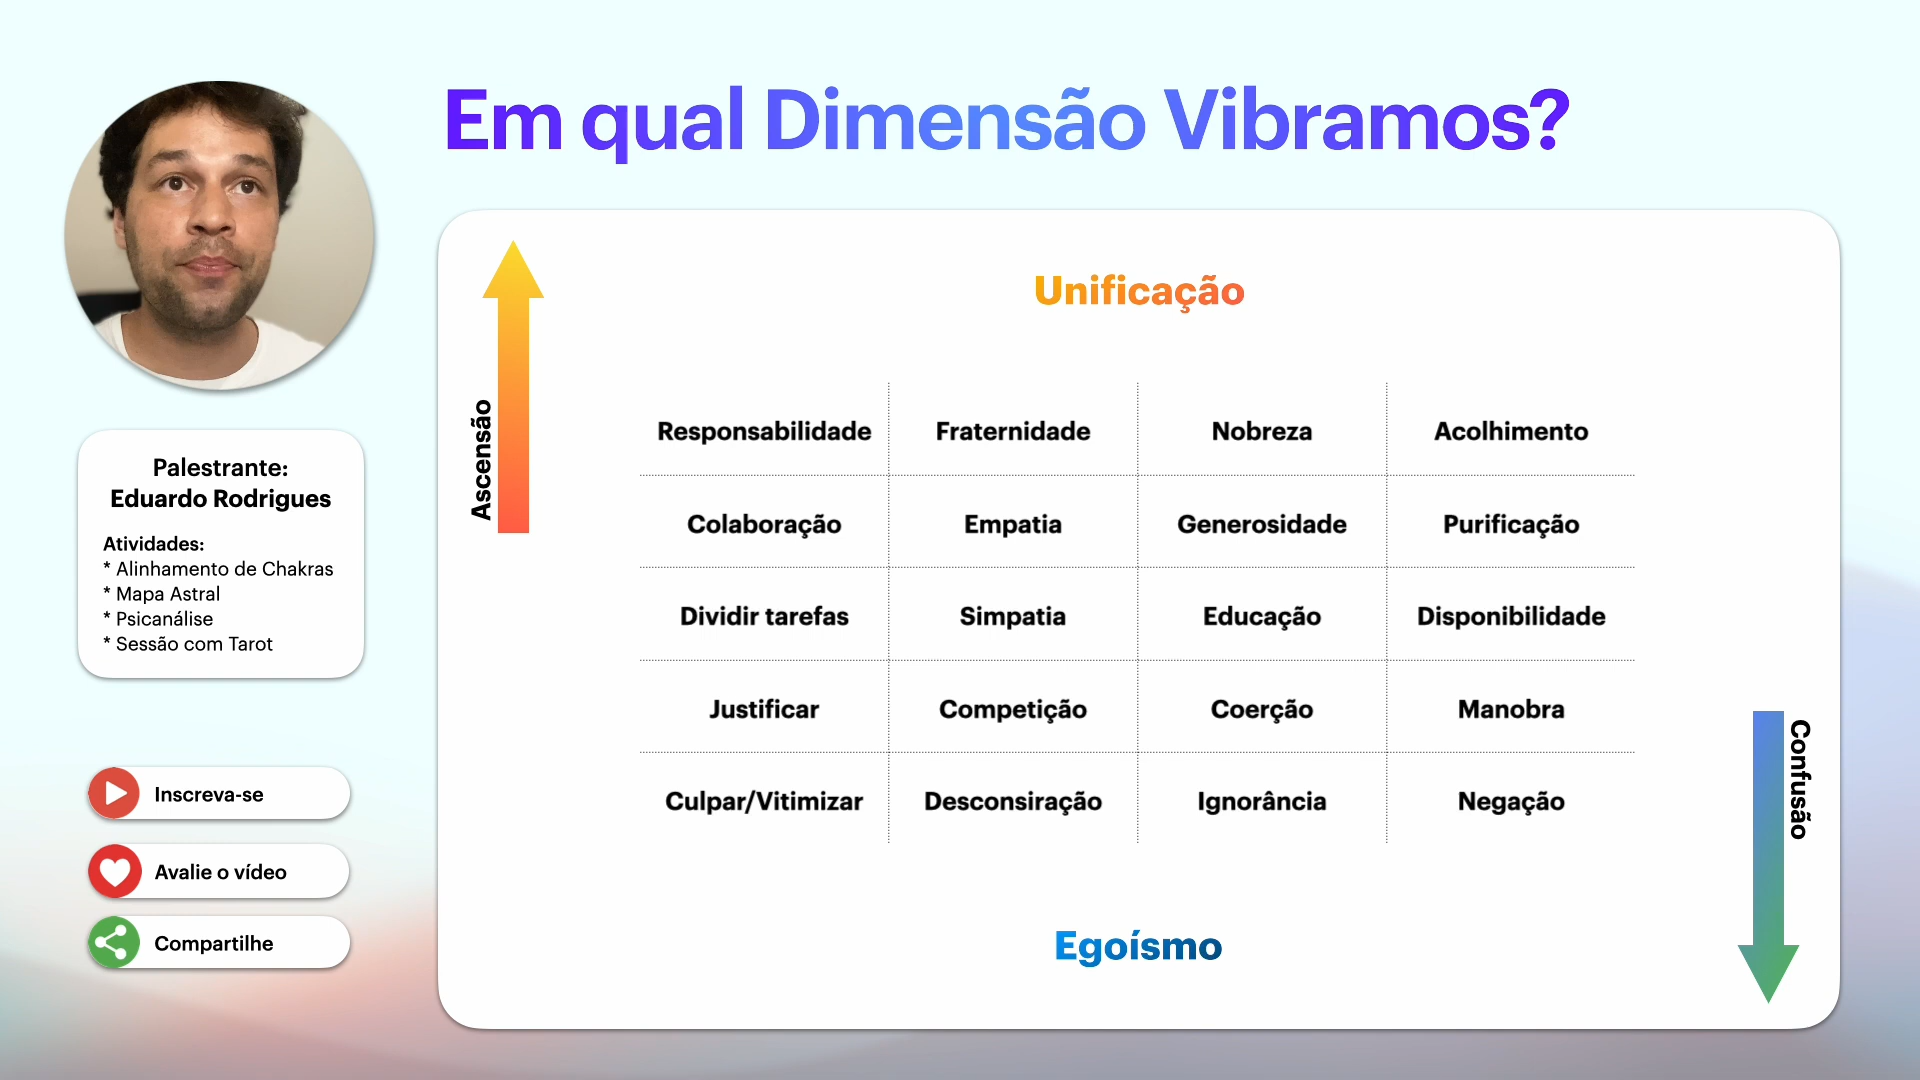 Em qual Dimensão Vibramos?
Palestrante:
Eduardo Rodrigues
Atividades:
* Alinhamento de Chakras
* Mapa Astral
* Psicanálise
* Sessão com Tarot
Inscreva-se
Avalie o vídeo
Compartilhe
Ascensão
Unificação
Responsabilidade Fraternidade Nobreza Acolhimento
Colaboração Empatia Generosidade Purificação
Dividir tarefas Simpatia Educação Disponibilidade
Justificar Competição Coerção Manobra
Culpar/Vitimizar Desconsiração Ignorância Negação
Egoísmo
Confusão